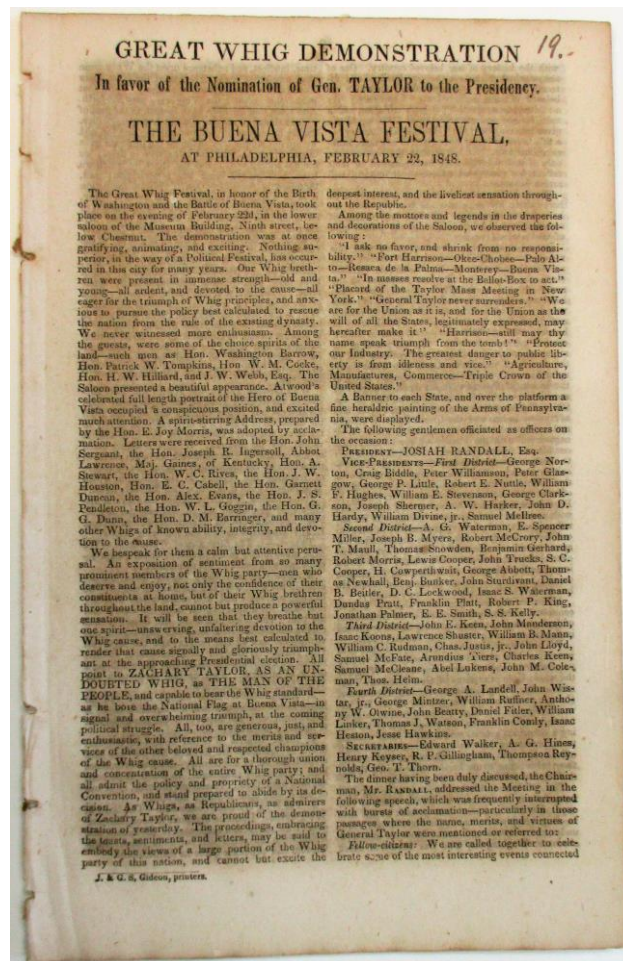 GREAT WHIG DEMONSTRATION
19.-
In favor of the Nomination of Gen. TAYLOR to the Presidency.
THE BUENA VISTA FESTIVAL,
AT PHILADELPHIA, FEBRUARY 22, 1848.
The Great Whig Festival, in honor of the Birth
of Washington and the Battle of Buena Vista, took
place on the evening of February 22d, in the lower
saloon of the Museum Building, Ninth street, be-
low Chestnut. The demonstration was at once
gratifying, animating, and exciting. Nothing su-
perior, in the way of a Political Festival, has occur-
red in this city for many years. Our Whig breth-
ren were present in immense strength—old and
young—all ardent, and devoted to the cause—all
eager for the triumph of Whig principles, and anx-
ious to pursue the policy best calculated to rescue
the nation from the rule of the existing dynasty.
We never witnessed more enthusiasm. Among
the guests, were some of the choice spirits of the
land—such men as Hon. Washington Barrow,
Hon. Patrick W. Tompkins, Hon W. M. Cocke,
Hon. H. W. Hilliard, and J. W. Webb, Esq. The
Saloon presented a beautiful appearance. Atwood's
celebrated full length portrait of the Hero of Buena
Vista occupied a conspicuous position, and excited
much attention. A spirit-stirring Address, prepared
by the Hon. E. Joy Morris, was adopted by accla-
mation. Letters were received from the Hon. John
Sergeant, the Hon. Joseph R. Ingersoll, Abbot
Lawrence, Maj. Gaines, of Kentucky, Hon. A.
Stewart, the Hon. W. C. Rives, the Hon. J. W.
Houston, Hon. E. C. Cabell, the Hon. Garnett
Duncan, the Hon. Alex. Evans, the Hon. J. S.
Pendleton, the Hon. W. L. Goggin, the Hon. G.
G. Dunn, the Hon. D. M. Barringer, and many
other Whigs of known ability, integrity, and devo-
tion to the cause.
We bespeak for them a calm but attentive peru-
sal. An exposition of sentiment from so many
prominent members of the Whig party—men who
deserve and enjoy, not only the confidence of their
constituents at home, but of their Whig brethren
throughout the land, cannot but produce a powerful
sensation. It will be seen that they breathe but
one spirit—unswerving, unfaltering devotion to the
Whig cause, and to the means best calculated to
render that cause signally and gloriously triumph-
ant at the approaching Presidential election. All
point to ZACHARY TAYLOR, AS AN UN-
DOUBTED WHIG, as THE MAN OF THE
PEOPLE, and capable to bear the Whig standard—
as he bore the National Flag at Buena Vista—in
signal and overwhelming triumph, at the coming
political struggle. All, too, are generous, just, and
enthusiastic, with reference to the merits and ser-
vices of the other beloved and respected champions
of the Whig cause. All are for a thorough union
and concentration of the entire Whig party; and
all admit the policy and propriety of a National
Convention, and stand prepared to abide by its de-
cision. As Whigs, as Republicans, as admirers
of Zachary Taylor, we are proud of the demon-
stration of yesterday. The proceedings, embracing
the toasts, sentiments, and letters, may be said to
embody the views of a large portion of the Whig
party of this nation, and cannot but excite the
J. & G. S. Gideon, printers.
deepest interest, and the liveliest sensation through-
out the Republic.
Among the mottoes and legends in the draperies
and decorations of the Saloon, we observed the fol-
lowing:
"I ask no favor, and shrink from no responsi-
bility." "Fort Harrison—Okee-Chobee—Palo Al-
to—Resaca de la Palma—Monterey—Buena Vis-
ta." "In masses resolve at the Ballot-Box to act."
"Placard of the Taylor Mass Meeting in New
York." "General Taylor never surrenders." "We
are for the Union as it is, and for the Union as the
will of all the States, legitimately expressed, may
hereafter make it." "Harrison—still may thy
name speak triumph from the tomb!" "Protect
our Industry. The greatest danger to public lib-
erty is from idleness and vice." "Agriculture,
Manufactures, Commerce—Triple Crown of the
United States."
A Banner to each State, and over the platform a
fine heraldric painting of the Arms of Pennsylva-
nia, were displayed.
The following gentlemen officiated as officers on
the occasion:
PRESIDENT—JOSIAH RANDALL, Esq.
VICE-PRESIDENTS—First District—George Nor-
ton, Craig Biddle, Peter Williamson, Peter Glas-
gow, George P. Little, Robert E. Nuttle, William
F. Hughes, William E. Stevenson, George Clark-
son, Joseph Shermer, A. W. Harker, John D.
Hardy, William Divine, jr., Samuel McIlree.
Second District—A. G. Waterman, E. Spencer
Miller, Joseph B. Myers, Robert McCrory, John
T. Maull, Thomas Snowden, Benjamin Gerhard,
Robert Morris, Lewis Cooper, John Trucks, S. C.
Cooper, H. Cowperthwait, George Abbott, Thom-
as Newhall, Benj. Bunker, John Sturdivant, Daniel
B. Beitler, D. C. Lockwood, Isaac S. Waterman,
Dundas Pratt, Franklin Platt, Robert P. King,
Jonathan Palmer, E. E. Smith, S. S. Kelly.
Third District—John E. Keen, John Manderson,
Isaac Koons, Lawrence Shuster, William B. Mann,
William C. Rudman, Chas. Justis, jr., John Lloyd,
Samuel McFate, Arundius Tiers, Charles Keen,
Samuel McCleane, Abel Lukens, John M. Cole-
man, Thos. Helm.
Fourth District—George A. Landell, John Wis-
tar, jr., George Mintzer, William Ruffner, Antho-
ny W. Olwine, John Beatty, Daniel Fitler, William
Linker, Thomas J. Watson, Franklin Comly, Isaac
Heston, Jesse Hawkins.
SECRETARIES—Edward Walker, A. G. Hines,
Henry Keyser, R. P. Gillingham, Thompson Rey-
nolds, Geo. T. Thorn.
The dinner having been duly discussed, the Chair-
man, Mr. RANDALL, addressed the Meeting in the
following speech, which was frequently interrupted
with bursts of acclamation—particularly in those
passages where the name, merits, and virtues of
General Taylor were mentioned or referred to:
Fellow-citizens: We are called together to cele-
brate some of the most interesting events connected